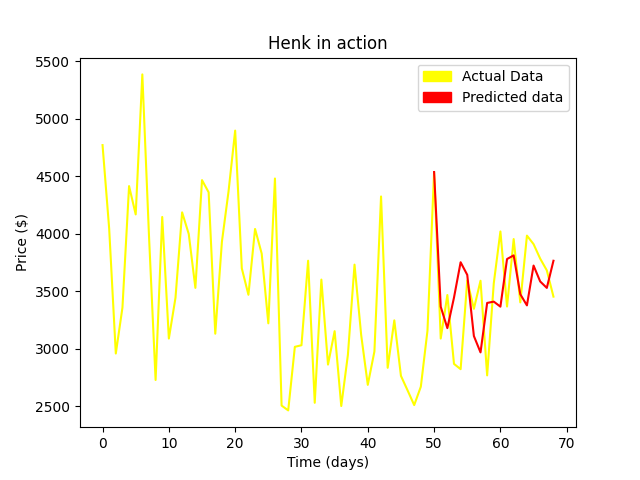 Henk in action
Actual Data
Predicted data
Price ($)
5500
5000
4500
4000
3500
3000
2500
0 10 20 30 40 50 60 70
Time (days)